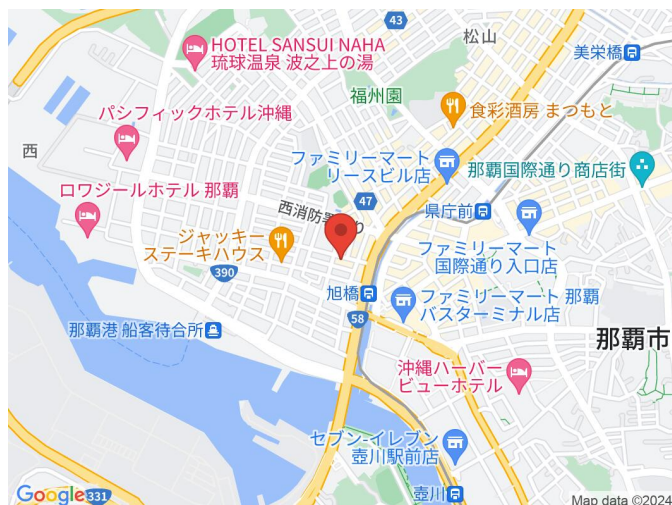 43
松山
HOTEL SANSUI NAHA
琉球温泉 波之上の湯
美栄橋
福州園
食彩酒房 まつもと
パシフィックホテル沖縄
西
ファミリーマート
リースビル店
那覇国際通り商店街
ロワジールホテル 那覇
47
西消防署
り
県庁前
ジャッキー
ステーキハウス
ファミリーマート
国際通り入口店
390
旭橋
ファミリーマート 那覇
バスターミナル店
58
那覇港 船客待合所
那覇市
沖縄ハーバー
ビューホテル
セブン-イレブン
壺川駅前店
壺川
Google
331
Map data ©2024